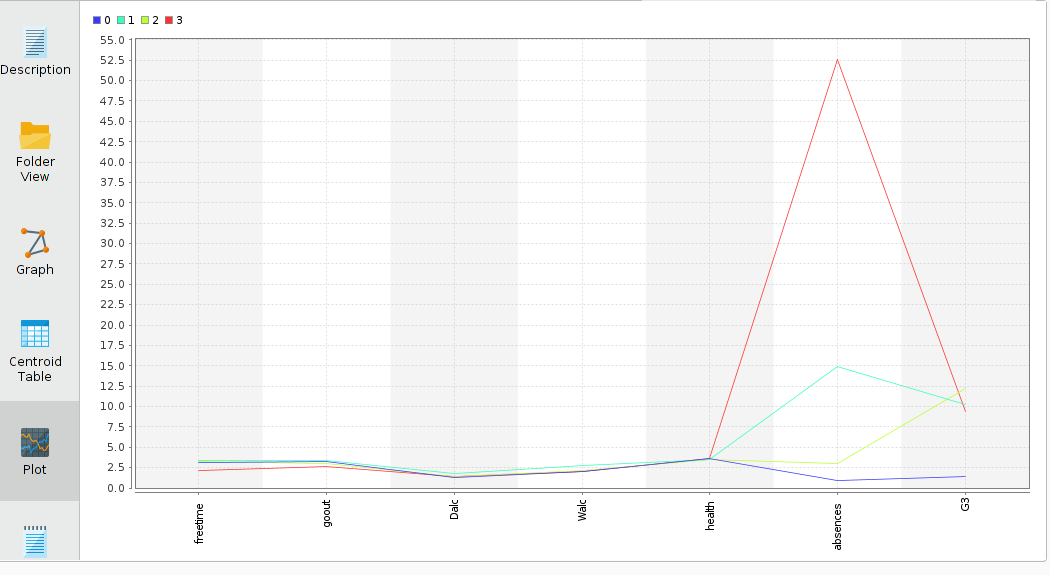 0 1 2 3
Description
Folder
View
Graph
Centroid
Table
Plot
55.0
52.5
50.0
47.5
45.0
42.5
40.0
37.5
35.0
32.5
30.0
27.5
25.0
22.5
20.0
17.5
15.0
12.5
10.0
7.5
5.0
2.5
0.0
freetime
goout
Dalc
Walc
health
absences
G3